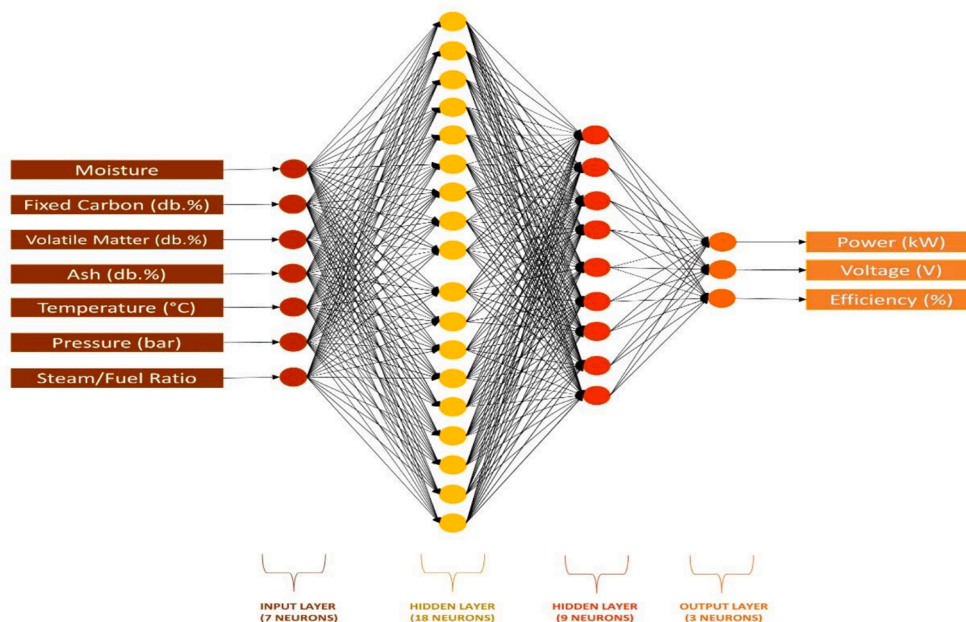 Moisture
Fixed Carbon (db.%)
Volatile Matter (db.%)
Ash (db.%)
Temperature (°C)
Pressure (bar)
Steam/Fuel Ratio
Power (kW)
Voltage (V)
Efficiency (%)
INPUT LAYER
(7 NEURONS)
HIDDEN LAYER
(18 NEURONS)
HIDDEN LAYER
(9 NEURONS)
OUTPUT LAYER
(3 NEURONS)